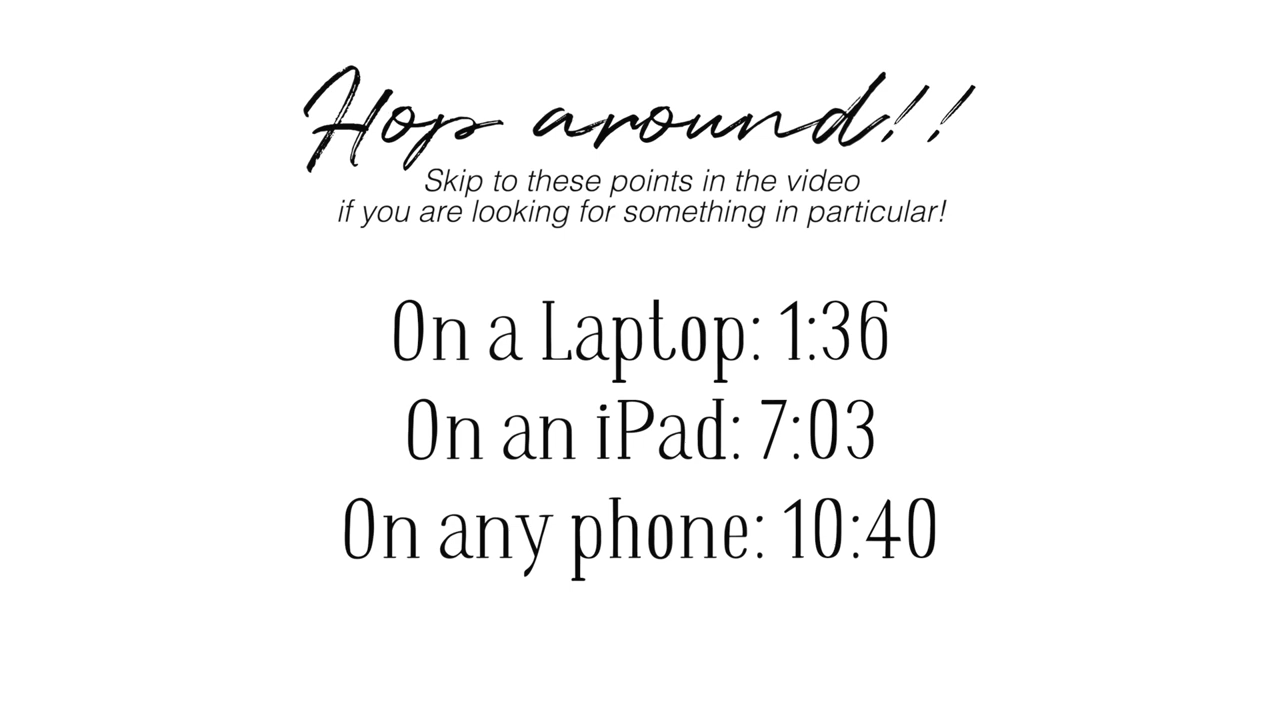 Hop around!!
Skip to these points in the video
if you are looking for something in particular!
On a Laptop: 1:36
On an iPad: 7:03
On any phone: 10:40